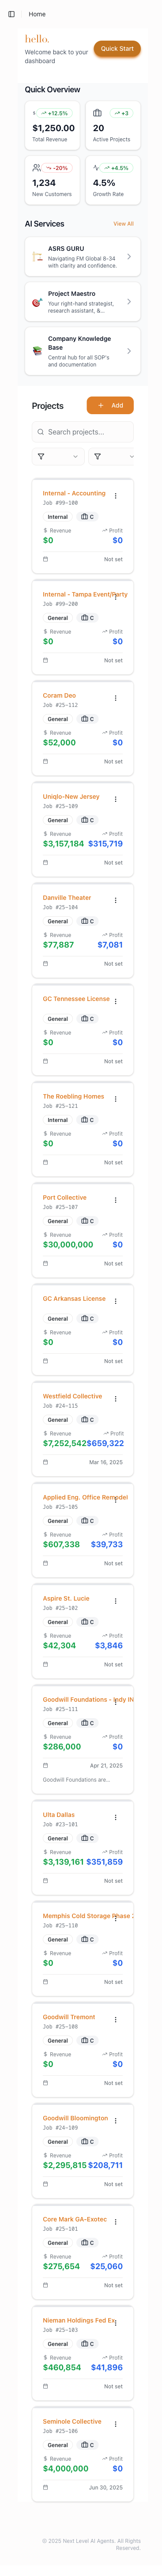 Home
hello.
Welcome back to your
dashboard
Quick Start
Quick Overview
+12.5%
$1,250.00
Total Revenue
+3
20
Active Projects
-20%
1,234
New Customers
+4.5%
4.5%
Growth Rate
AI Services
View All
ASRS GURU
Navigating FM Global 8-34
with clarity and confidence.
Project Maestro
Your right-hand strategist,
research assistant, &...
Company Knowledge
Base
Central hub for all SOP's
and documentation
Projects
+ Add
Search projects...
Internal - Accounting
Job #99-100
Internal C
$ Revenue Profit
$0 $0
Not set
Internal - Tampa Event/Party
Job #99-200
General C
$ Revenue Profit
$0 $0
Not set
Coram Deo
Job #25-112
General C
$ Revenue Profit
$52,000 $0
Not set
Uniqlo-New Jersey
Job #25-109
General C
$ Revenue Profit
$3,157,184 $315,719
Not set
Danville Theater
Job #25-104
General C
$ Revenue Profit
$77,887 $7,081
Not set
GC Tennessee License
General C
$ Revenue Profit
$0 $0
Not set
The Roebling Homes
Job #25-121
Internal C
$ Revenue Profit
$0 $0
Not set
Port Collective
Job #25-107
General C
$ Revenue Profit
$30,000,000 $0
Not set
GC Arkansas License
General C
$ Revenue Profit
$0 $0
Not set
Westfield Collective
Job #24-115
General C
$ Revenue Profit
$7,252,542 $659,322
Mar 16, 2025
Applied Eng. Office Remodel
Job #25-105
General C
$ Revenue Profit
$607,338 $39,733
Not set
Aspire St. Lucie
Job #25-102
General C
$ Revenue Profit
$42,304 $3,846
Not set
Goodwill Foundations - Indy IN
Job #25-111
General C
$ Revenue Profit
$286,000 $0
Apr 21, 2025
Goodwill Foundations are...
Ulta Dallas
Job #23-101
General C
$ Revenue Profit
$3,139,161 $351,859
Not set
Memphis Cold Storage Phase 2
Job #25-110
General C
$ Revenue Profit
$0 $0
Not set
Goodwill Tremont
Job #25-108
General C
$ Revenue Profit
$0 $0
Not set
Goodwill Bloomington
Job #24-109
General C
$ Revenue Profit
$2,295,815 $208,711
Not set
Core Mark GA-Exotec
Job #25-101
General C
$ Revenue Profit
$275,654 $25,060
Not set
Nieman Holdings Fed Ex
Job #25-103
General C
$ Revenue Profit
$460,854 $41,896
Not set
Seminole Collective
Job #25-106
General C
$ Revenue Profit
$4,000,000 $0
Jun 30, 2025
© 2025 Next Level AI Agents. All Rights
Reserved.